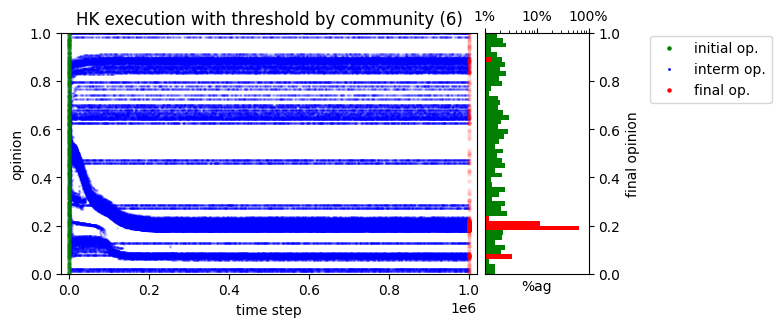 HK execution with threshold by community (6)
1% 10% 100%
initial op.
interm op.
final op.
opinion
1.0
0.8
0.6
0.4
0.2
0.0
1.0
0.8
0.6
0.4
0.2
0.0
final opinion
0.0 0.2 0.4 0.6 0.8 1.0
1e6
time step
%ag